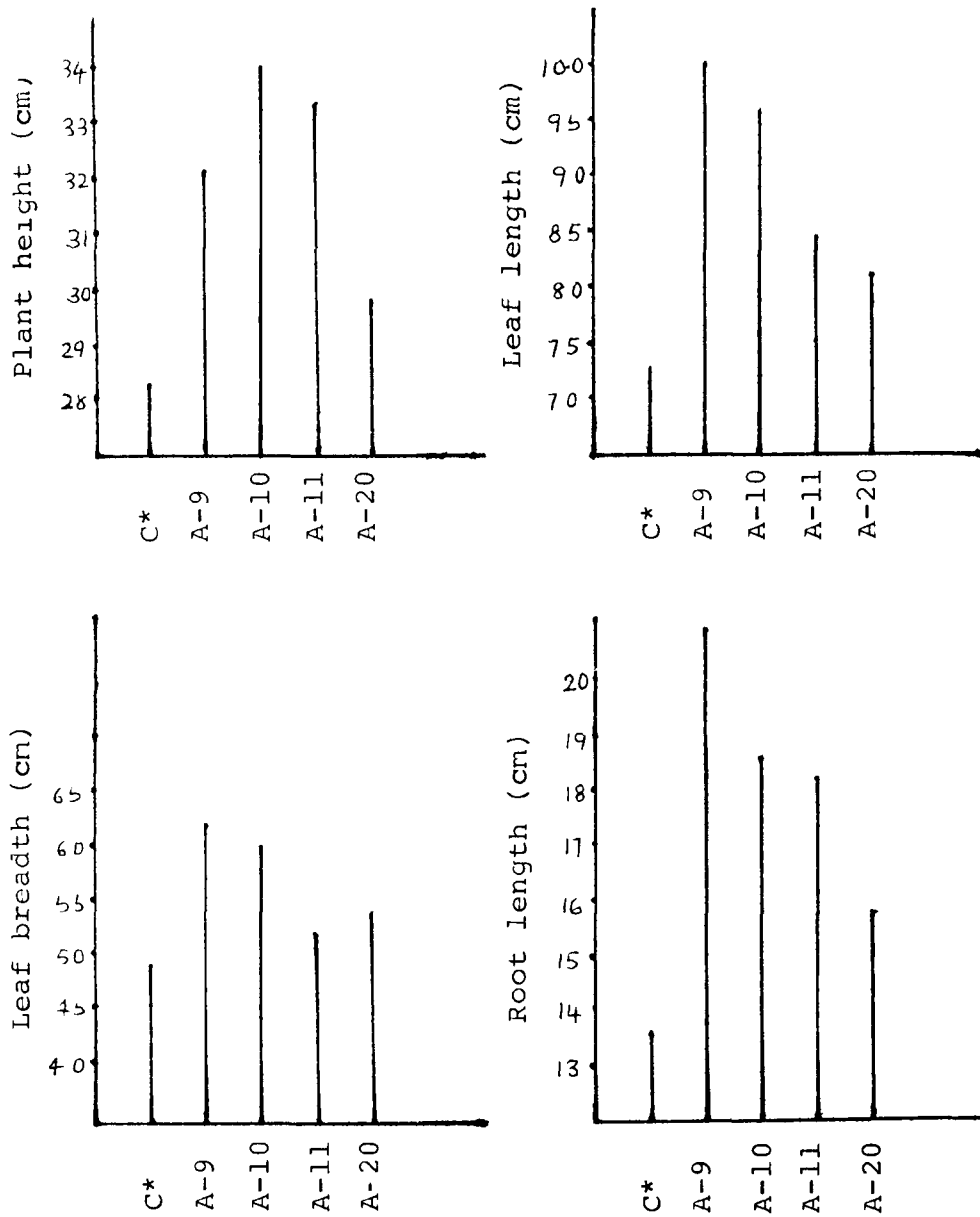 Plant height (cm)
34
33
32
31
30
29
28
C*
A-9
A-10
A-11
A-20
Leaf length (cm)
100
95
90
85
80
75
70
C*
A-9
A-10
A-11
A-20
Leaf breadth (cm)
65
60
55
50
45
40
C*
A-9
A-10
A-11
A-20
Root length (cm)
20
19
18
17
16
15
14
13
C*
A-9
A-10
A-11
A-20